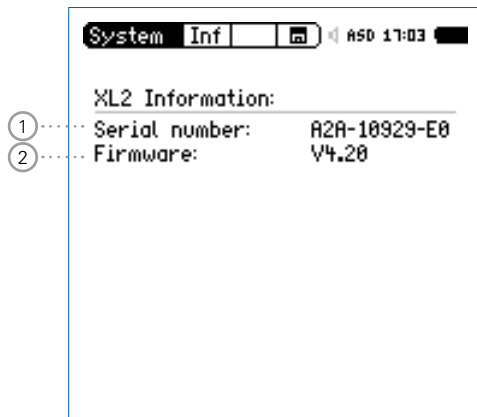 System Inf ASD 17:03
XL2 Information:
1 Serial number: A2A-10929-E0
2 Firmware: V4.20